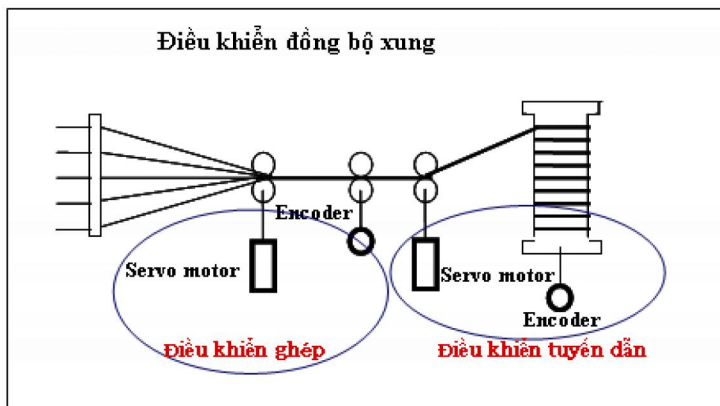 Điều khiển đồng bộ xung
Encoder
Servo motor
Servo motor
Encoder
Điều khiển ghép
Điều khiển tuyến dẫn